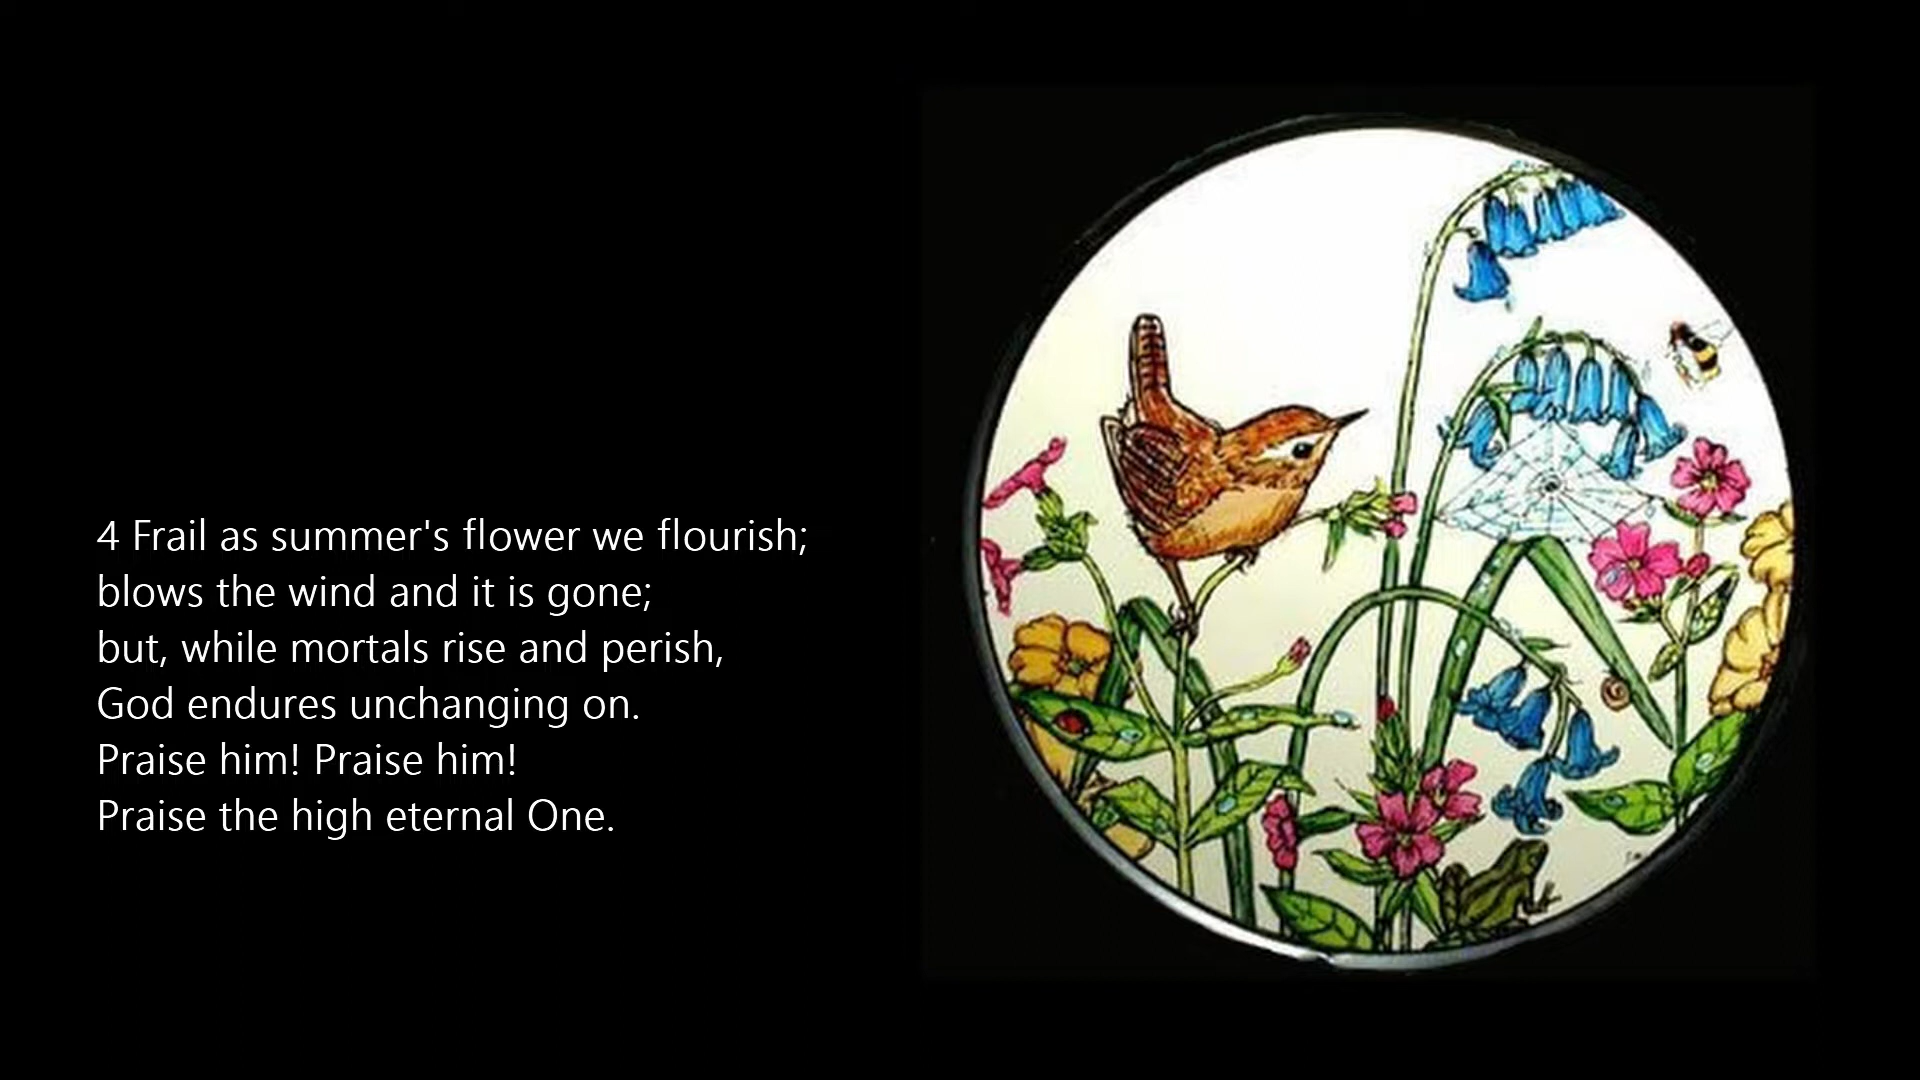 4 Frail as summer's flower we flourish;
blows the wind and it is gone;
but, while mortals rise and perish,
God endures unchanging on.
Praise him! Praise him!
Praise the high eternal One.